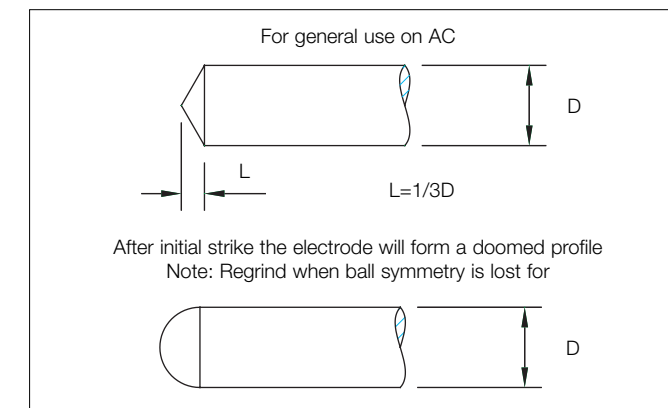 For general use on AC
D
L
L=1/3D
After initial strike the electrode will form a doomed profile
Note: Regrind when ball symmetry is lost for
D